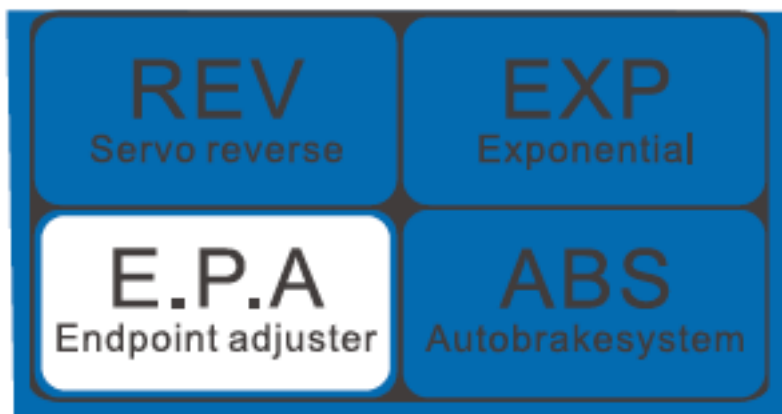 REV
Servo reverse
EXP
Exponential
E.P.A
Endpoint adjuster
ABS
Autobrakesystem